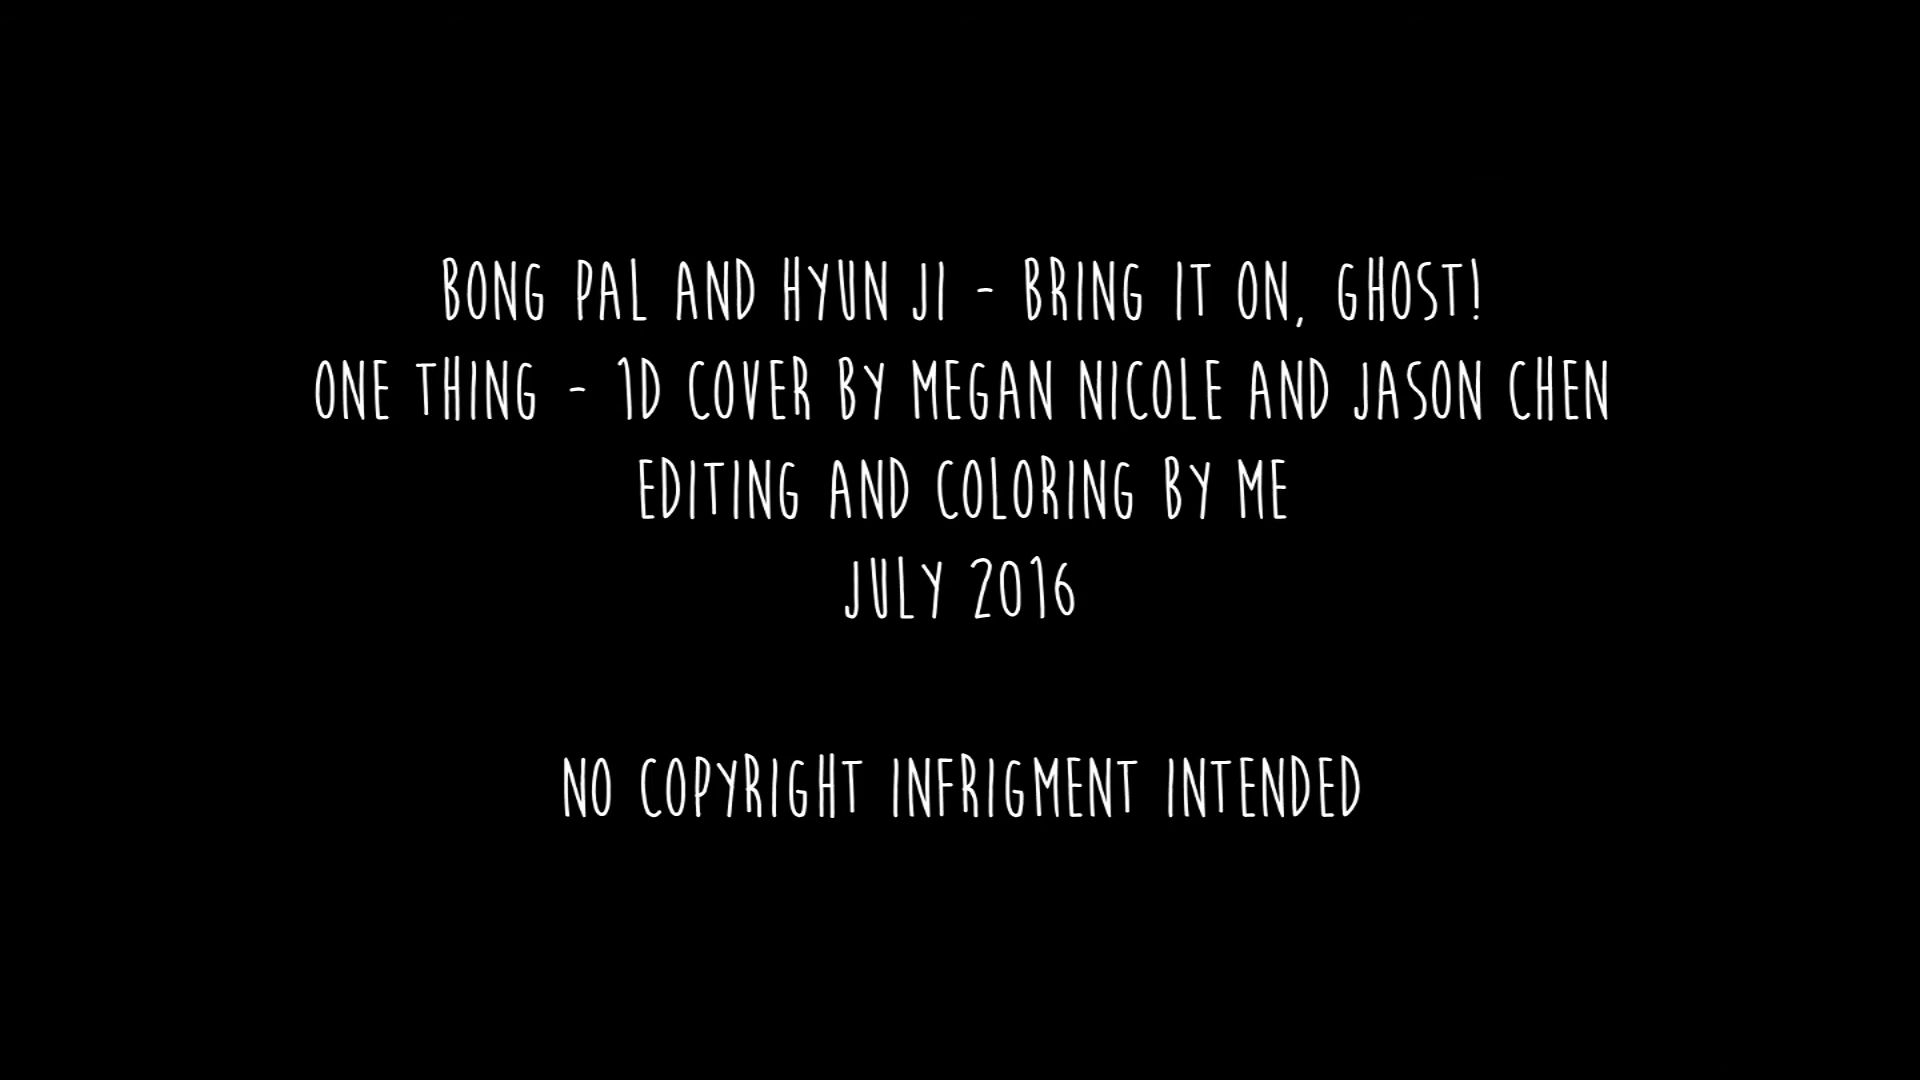 BONG PAL AND HYUN JI - BRING IT ON, GHOST!
ONE THING - 1D COVER BY MEGAN NICOLE AND JASON CHEN
EDITING AND COLORING BY ME
JULY 2016
NO COPYRIGHT INFRIGMENT INTENDED